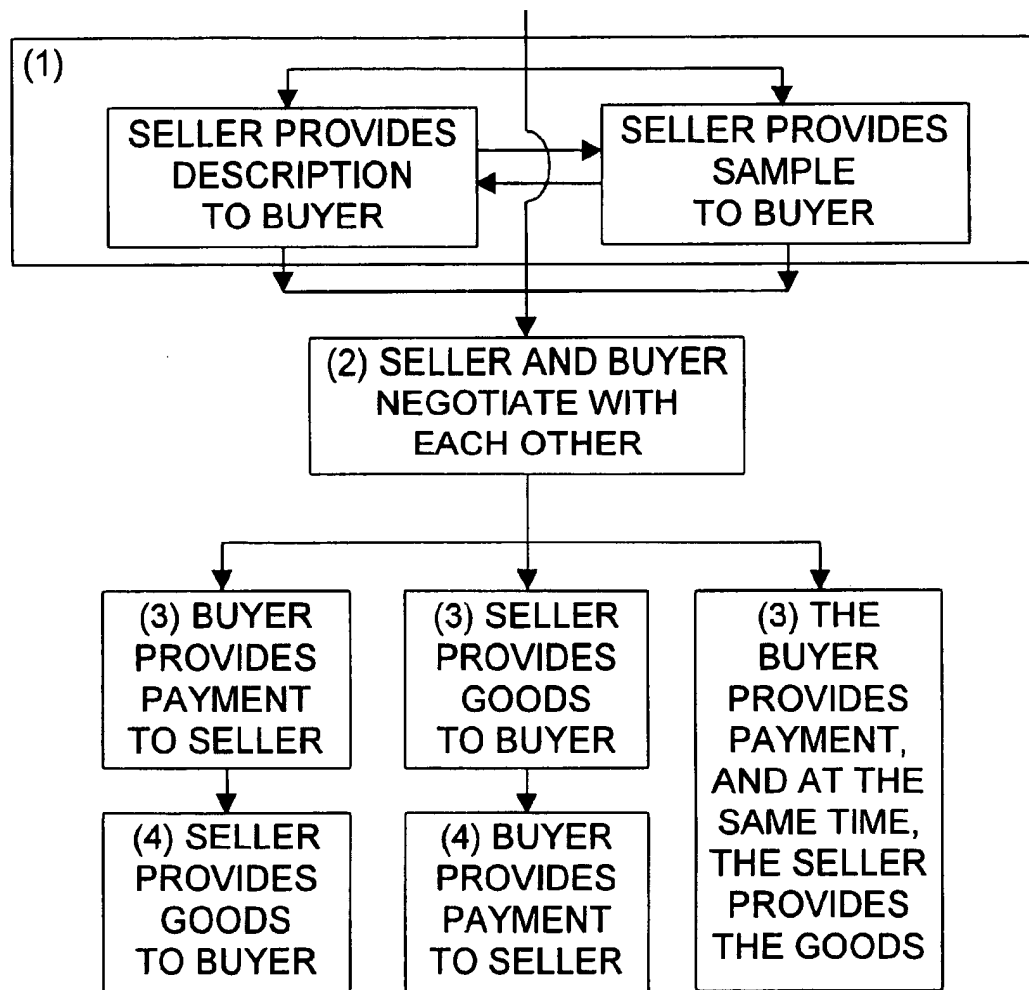 (1)
SELLER PROVIDES
DESCRIPTION
TO BUYER
SELLER PROVIDES
SAMPLE
TO BUYER
(2) SELLER AND BUYER
NEGOTIATE WITH
EACH OTHER
(3) BUYER
PROVIDES
PAYMENT
TO SELLER
(3) SELLER
PROVIDES
GOODS
TO BUYER
(3) THE
BUYER
PROVIDES
PAYMENT,
AND AT THE
SAME TIME,
THE SELLER
PROVIDES
THE GOODS
(4) SELLER
PROVIDES
GOODS
TO BUYER
(4) BUYER
PROVIDES
PAYMENT
TO SELLER